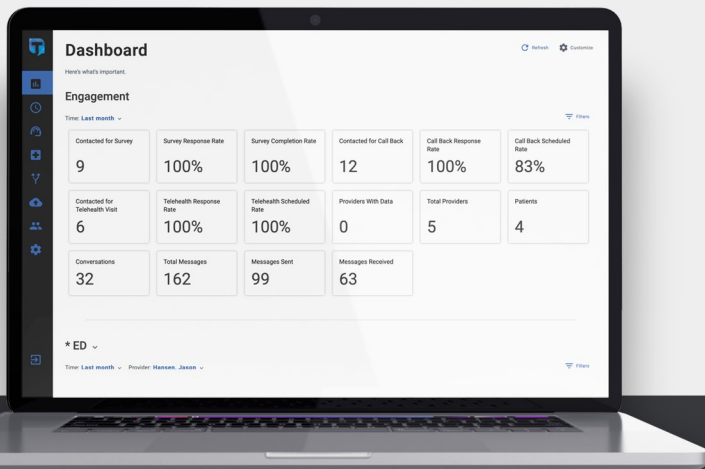 Dashboard
Refresh
Customize
Here's what's important.
Engagement
Time: Last month
Filters
Contacted for Survey
9
Survey Response Rate
100%
Survey Completion Rate
100%
Contacted for Call Back
12
Call Back Response
Rate
100%
Call Back Scheduled
Rate
83%
Contacted for
Telehealth Visit
6
Telehealth Response
Rate
100%
Telehealth Scheduled
Rate
100%
Providers With Data
0
Total Providers
5
Patients
4
Conversations
32
Total Messages
162
Messages Sent
99
Messages Received
63
* ED
Time: Last month Provider: Hansen. Jason
Filters